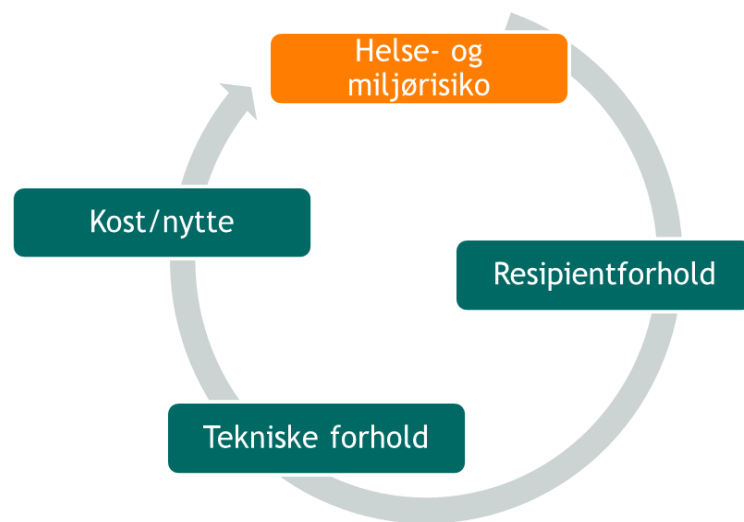 Helse- og
miljørisiko
Kost/nytte
Resipientforhold
Tekniske forhold